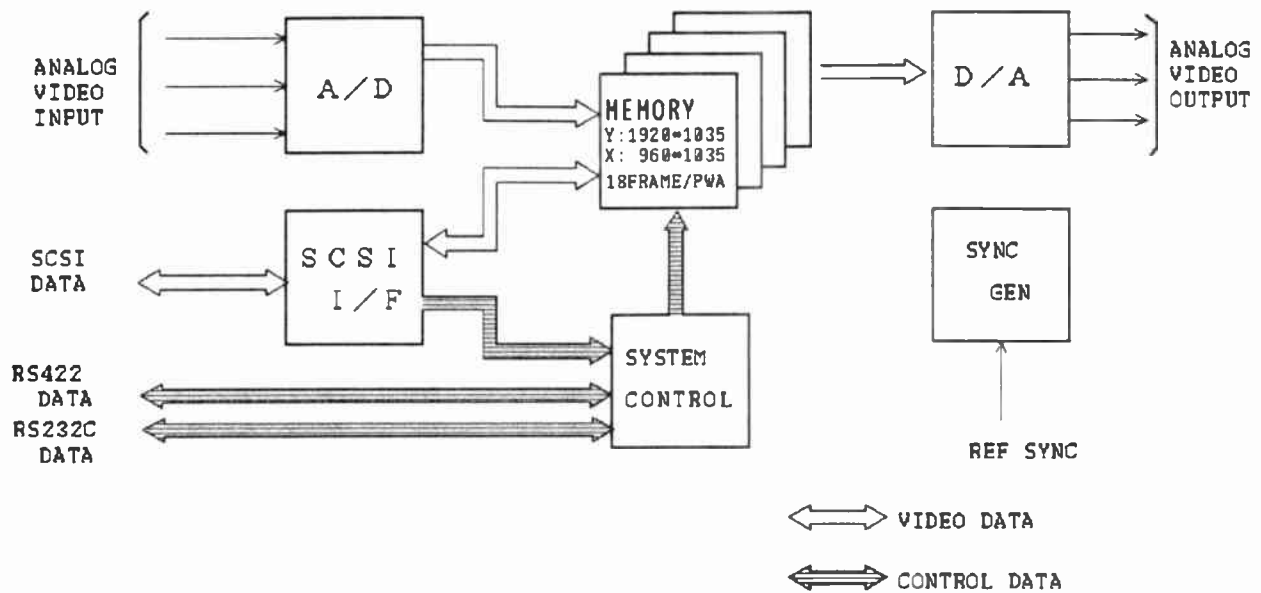 ANALOG
VIDEO
INPUT
A/D
MEMORY
Y:1920*1035
X: 960*1035
18FRAME/PWA
D/A
ANALOG
VIDEO
OUTPUT
SCSI
DATA
SCSI
I/F
SYNC
GEN
SYSTEM
CONTROL
RS422
DATA
RS232C
DATA
REF SYNC
VIDEO DATA
CONTROL DATA